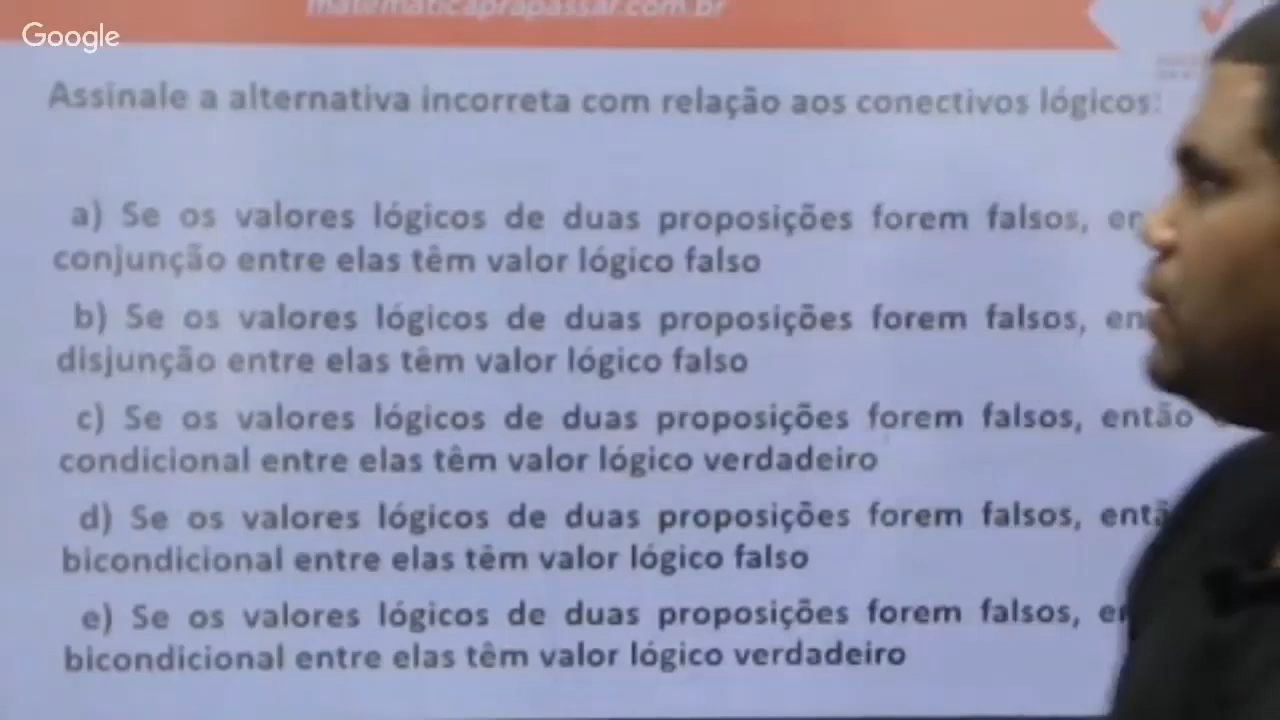 matematicaprapassar.com.br
Google
Assinale a alternativa incorreta com relação aos conectivos lógicos:
a) Se os valores lógicos de duas proposições forem falsos,
conjunção entre elas têm valor lógico falso
b) Se os valores lógicos de duas proposições forem falsos,
disjunção entre elas têm valor lógico falso
c) Se os valores lógicos de duas proposições forem falsos, então
condicional entre elas têm valor lógico verdadeiro
d) Se os valores lógicos de duas proposições forem falsos,
bicondicional entre elas têm valor lógico falso
e) Se os valores lógicos de duas proposições forem falsos,
bicondicional entre elas têm valor lógico verdadeiro